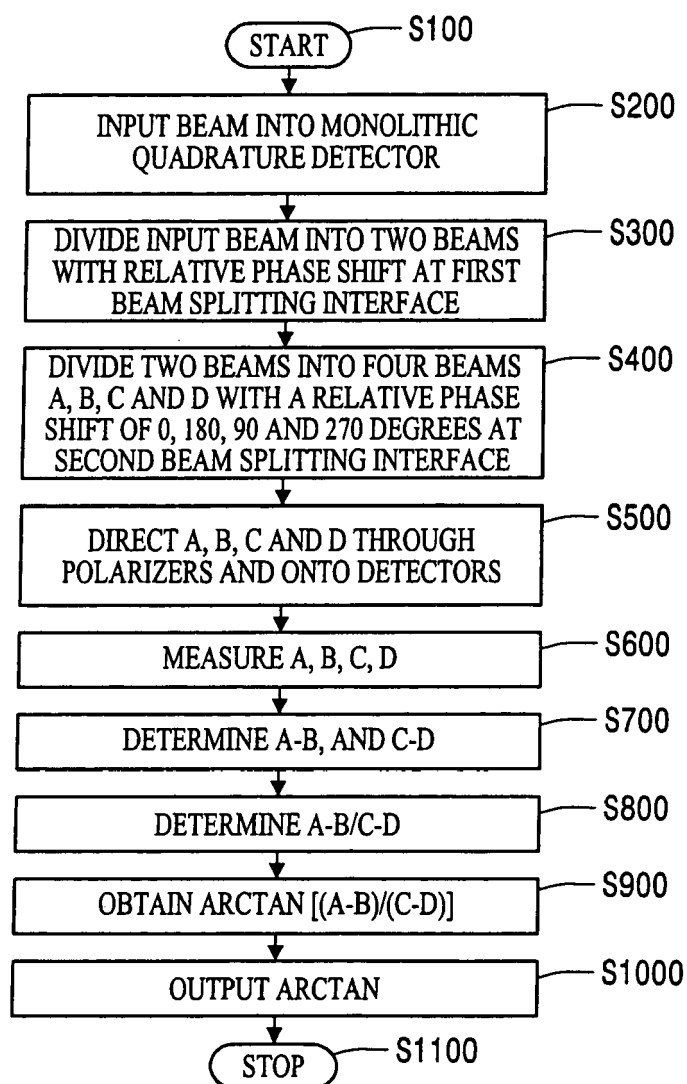 START
S100
INPUT BEAM INTO MONOLITHIC
QUADRATURE DETECTOR
S200
DIVIDE INPUT BEAM INTO TWO BEAMS
WITH RELATIVE PHASE SHIFT AT FIRST
BEAM SPLITTING INTERFACE
S300
DIVIDE TWO BEAMS INTO FOUR BEAMS
A, B, C AND D WITH A RELATIVE PHASE
SHIFT OF 0, 180, 90 AND 270 DEGREES AT
SECOND BEAM SPLITTING INTERFACE
S400
DIRECT A, B, C AND D THROUGH
POLARIZERS AND ONTO DETECTORS
S500
MEASURE A, B, C, D
S600
DETERMINE A-B, AND C-D
S700
DETERMINE A-B/C-D
S800
OBTAIN ARCTAN [(A-B)/(C-D)]
S900
OUTPUT ARCTAN
S1000
STOP
S1100